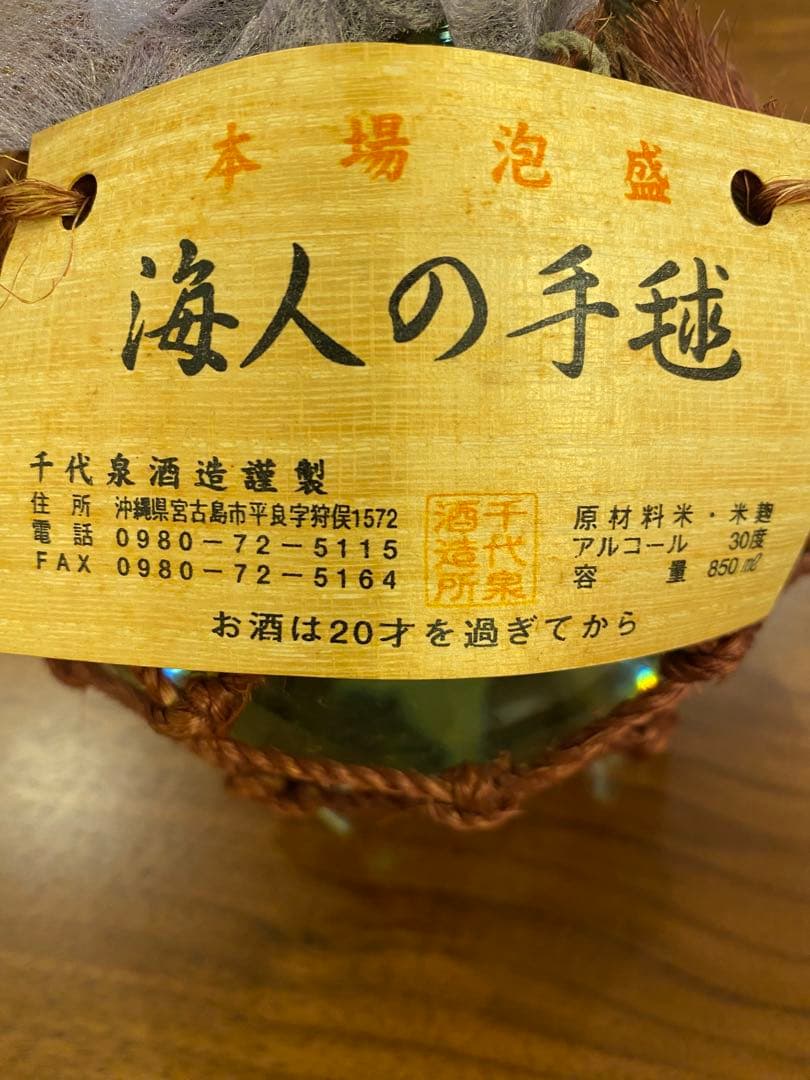 本場泡盛
海人の手毬
千代泉酒造謹製
住所 沖縄県宮古島市平良字狩俣1572
電話 0980-72-5115
FAX 0980-72-5164
千代泉
酒造所
原材料米・米麹
アルコール 30度
容量 850㎖
お酒は20才を過ぎてから